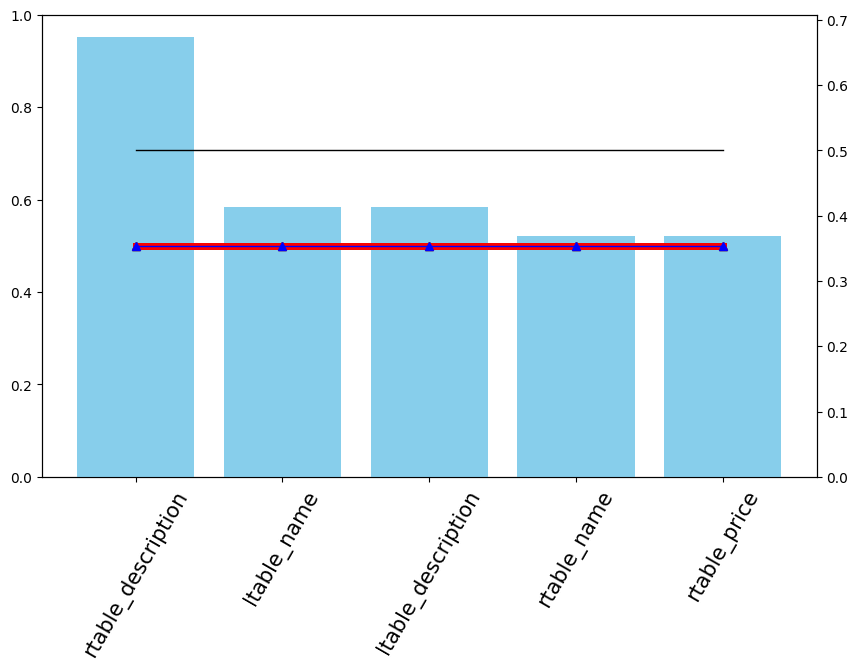 1.0
0.8
0.6
0.4
0.2
0.0
0.7
0.6
0.5
0.4
0.3
0.2
0.1
0.0
rtable_description
ltable_name
ltable_description
rtable_name
rtable_price